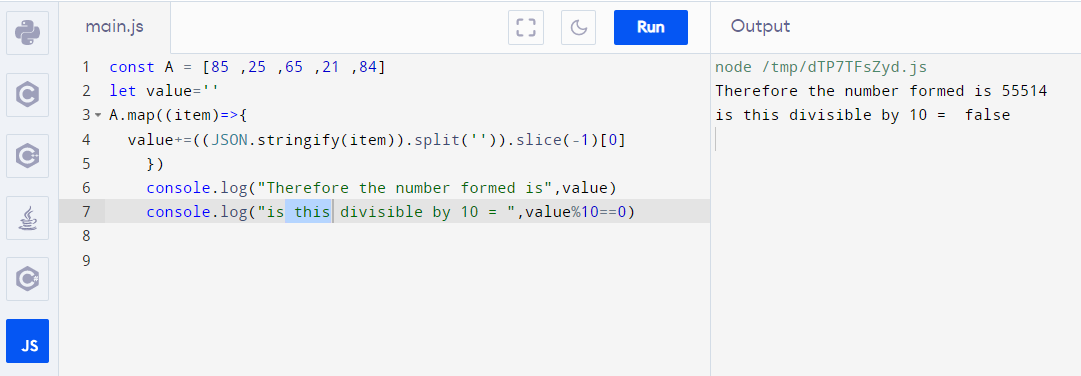 main.js
Run
Output
1 const A = [85 ,25 ,65 ,21 ,84]
2 let value=''
3 A.map((item)=>{
4 value+=((JSON.stringify(item)).split('')).slice(-1)[0]
5 })
6 console.log("Therefore the number formed is",value)
7 console.log("is this divisible by 10 = ",value%10==0)
8
9
node /tmp/dTP7TFsZyd.js
Therefore the number formed is 55514
is this divisible by 10 =  false
C
C++
C#
JS